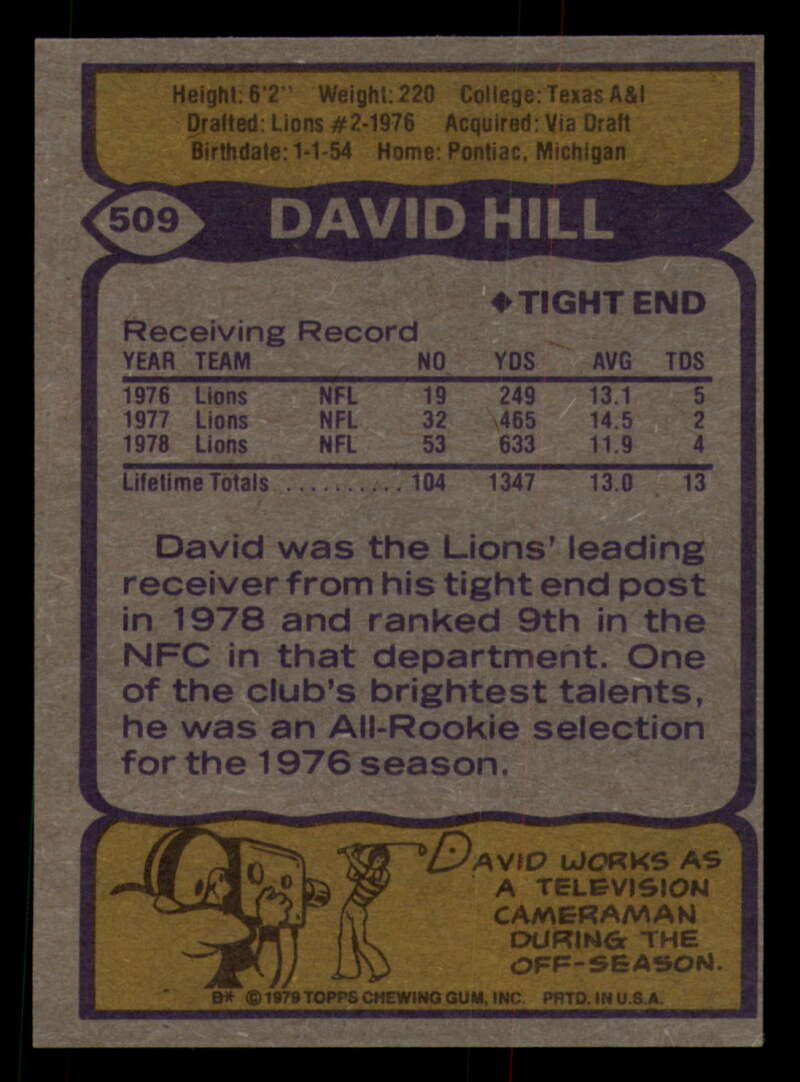 Height: 6'2" Weight: 220 College: Texas A&I
Drafted: Lions #2-1976 Acquired: Via Draft
Birthdate: 1-1-54 Home: Pontiac, Michigan
509 DAVID HILL
TIGHT END
Receiving Record
YEAR TEAM NO YDS AVG TDS
1976 Lions NFL 19 249 13.1 5
1977 Lions NFL 32 465 14.5 2
1978 Lions NFL 53 633 11.9 4
Lifetime Totals .......... 104 1347 13.0 13
David was the Lions' leading
receiver from his tight end post
in 1978 and ranked 9th in the
NFC in that department. One
of the club's brightest talents,
he was an All-Rookie selection
for the 1976 season.
DAVID WORKS AS
A TELEVISION
CAMERAMAN
DURING THE
OFF-SEASON.
B* © 1979 TOPPS CHEWING GUM, INC. PRTD. IN U.S.A.